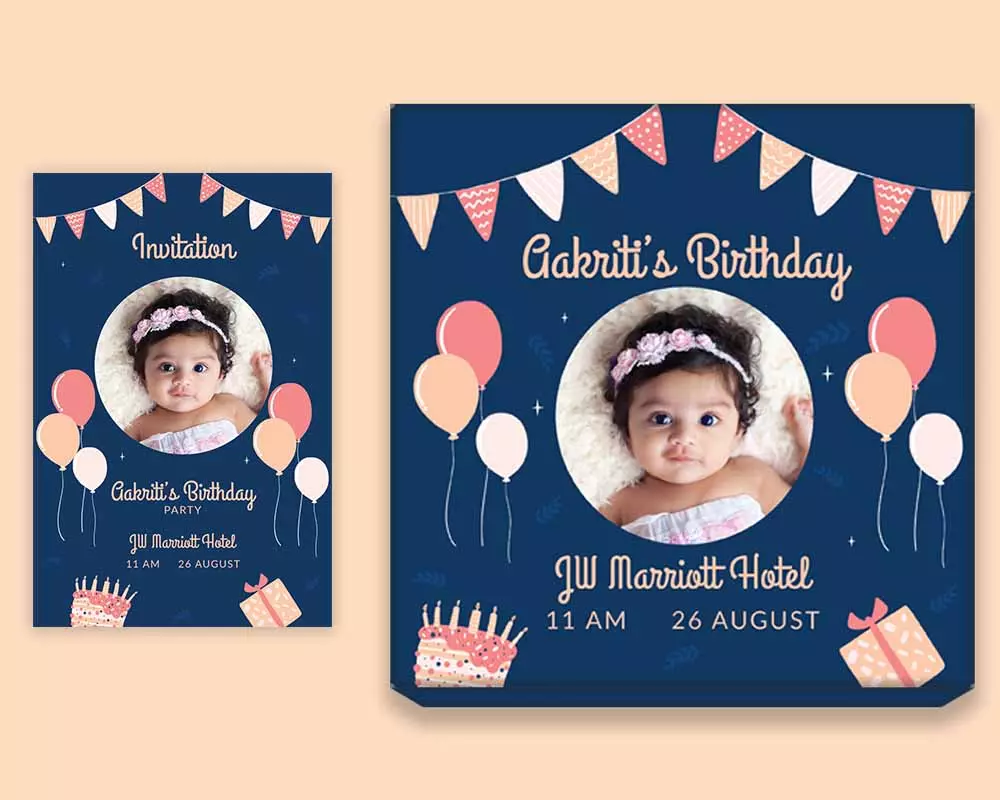 Invitation
Aakriti's Birthday
PARTY
JW Marriott Hotel
11 AM 26 AUGUST
Aakriti's Birthday
JW Marriott Hotel
11 AM 26 AUGUST